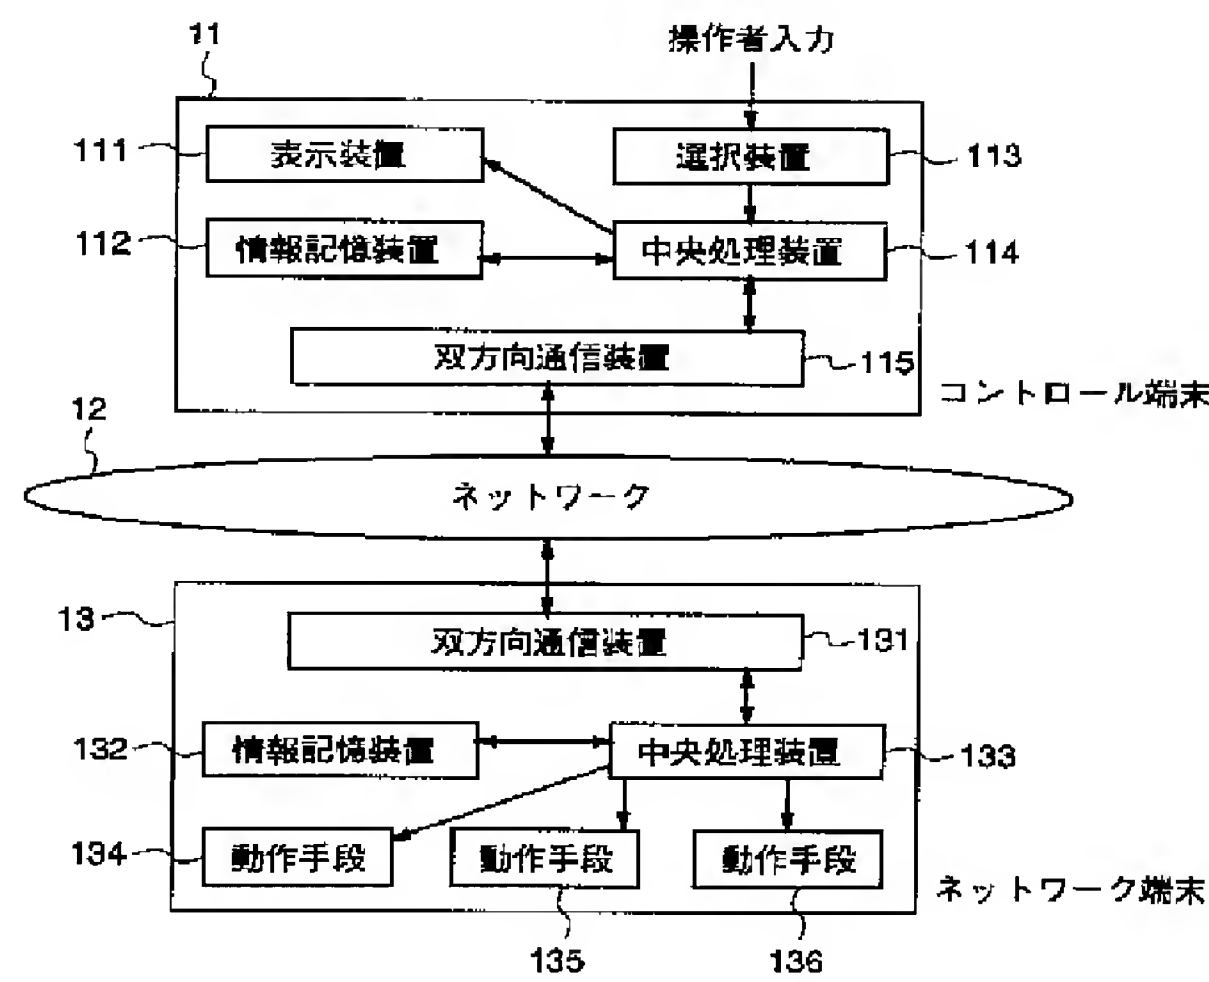 11
操作者入力
111
表示装置
選択装置
113
112
情報記憶装置
中央処理装置
114
双方向通信装置
115
コントロール端末
12
ネットワーク
13
双方向通信装置
131
132
情報記憶装置
中央処理装置
133
134
動作手段
動作手段
動作手段
ネットワーク端末
135
136